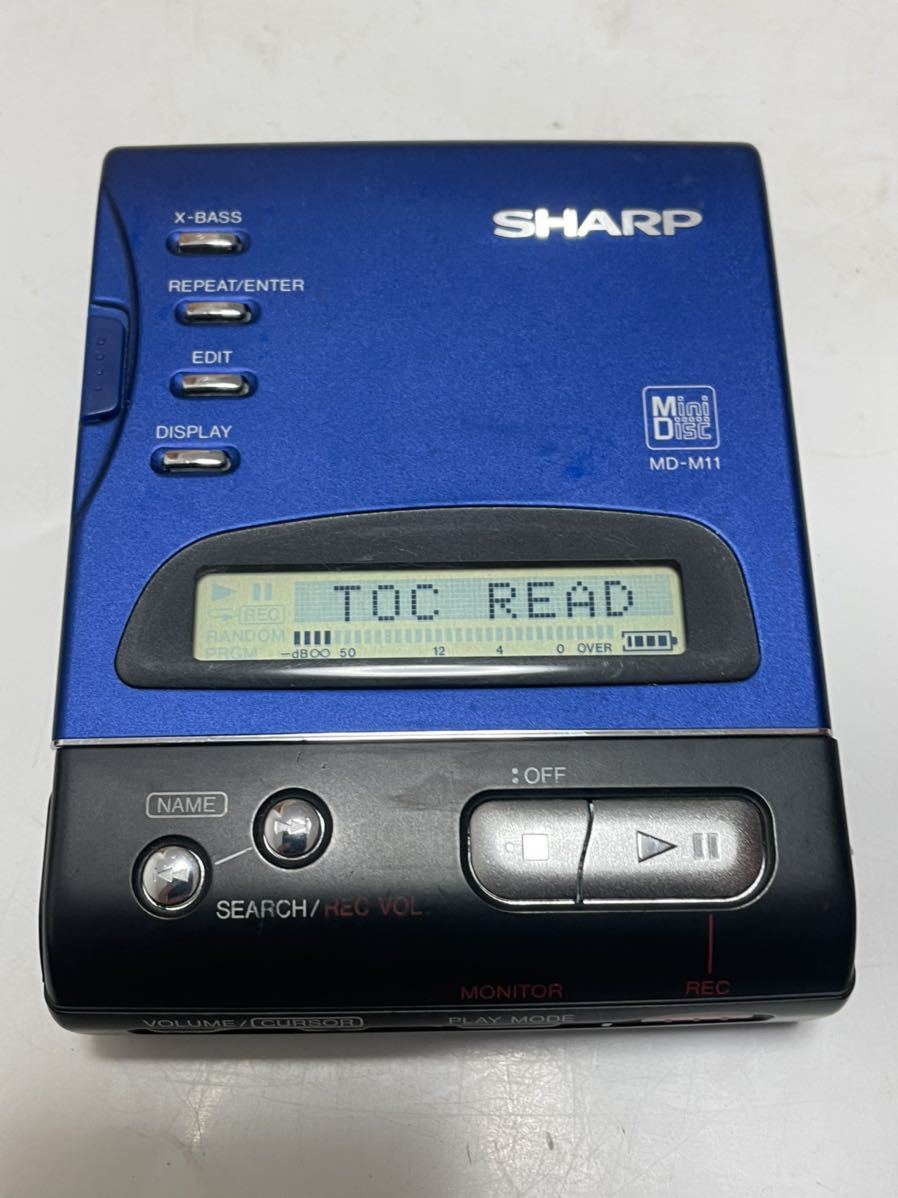 X-BASS
SHARP
REPEAT/ENTER
EDIT
DISPLAY
Mini
Disc
MD-M11
TOC READ
REC
RANDOM
PRGM
-dB∞ 50 12 4 0 OVER
:OFF
NAME
SEARCH/REC VOL.
MONITOR
REC
VOLUME/CURSOR
PLAY MODE